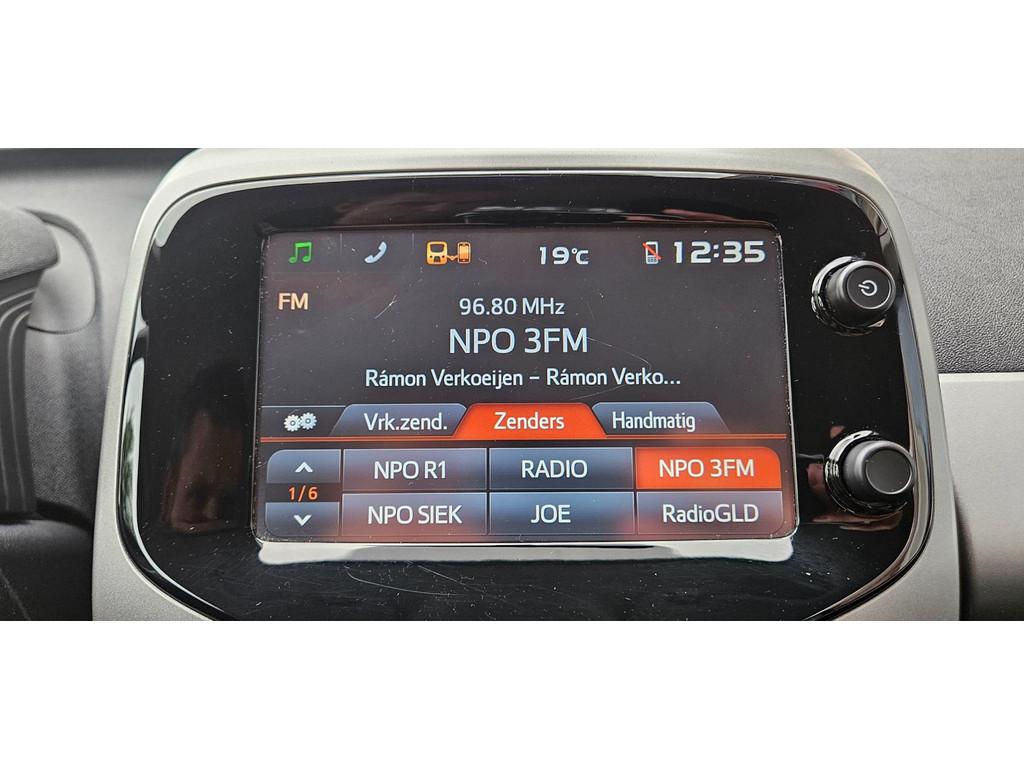 19°C 12:35
FM
96.80 MHz
NPO 3FM
Rámon Verkoeijen – Rámon Verko...
Vrk.zend. Zenders Handmatig
NPO R1 RADIO NPO 3FM
1/6
NPO SIEK JOE RadioGLD